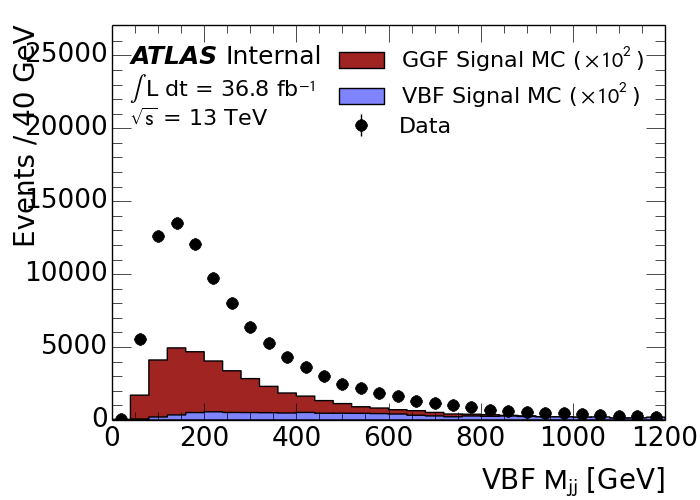 ATLAS Internal
∫L dt = 36.8 fb⁻¹
√s = 13 TeV
GGF Signal MC (×10²)
VBF Signal MC (×10²)
Data
Events / 40 GeV
25000
20000
15000
10000
5000
0
0 200 400 600 800 1000 1200
VBF Mjj [GeV]